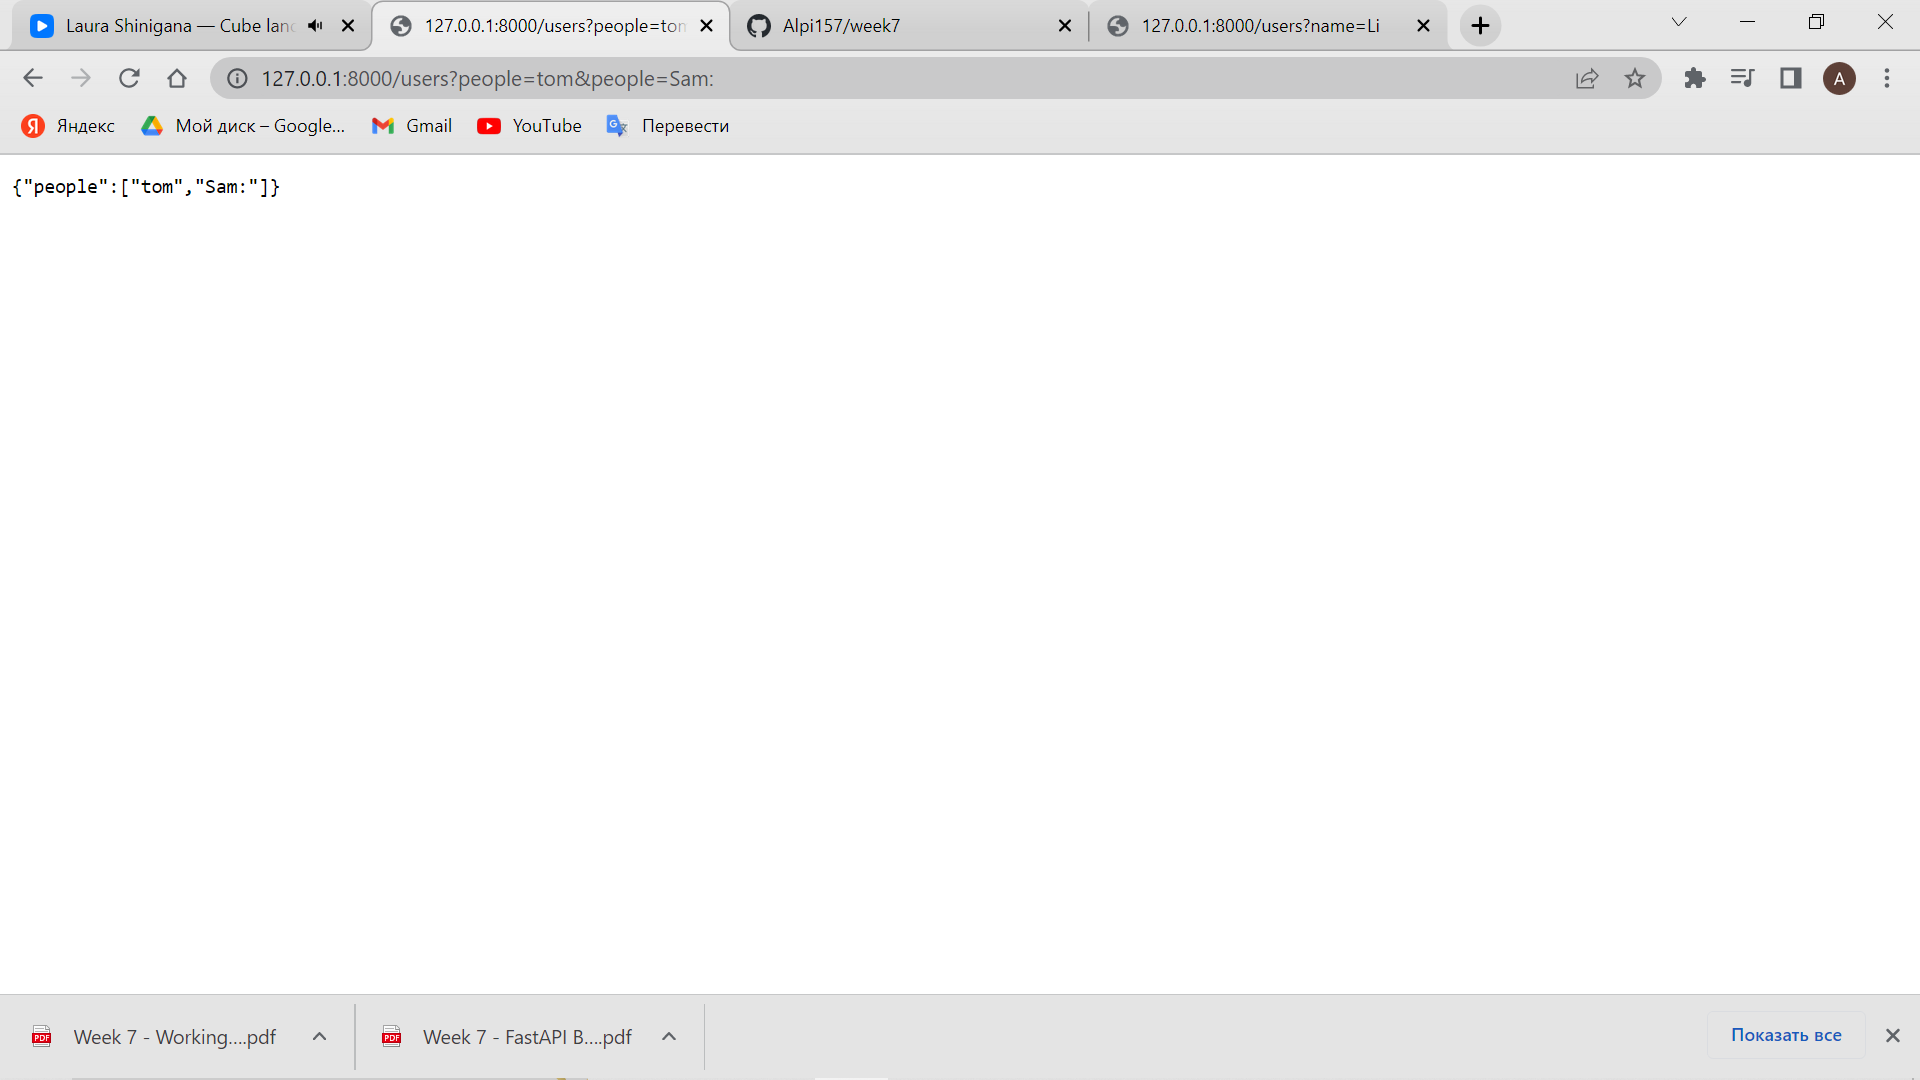 Laura Shinigana — Cube lan
127.0.0.1:8000/users?people=tom
Alpi157/week7
127.0.0.1:8000/users?name=Li
127.0.0.1:8000/users?people=tom&people=Sam:
A
Яндекс
Мой диск – Google...
Gmail
YouTube
Перевести
{"people":["tom","Sam:"]}
Week 7 - Working....pdf
Week 7 - FastAPI B....pdf
Показать все